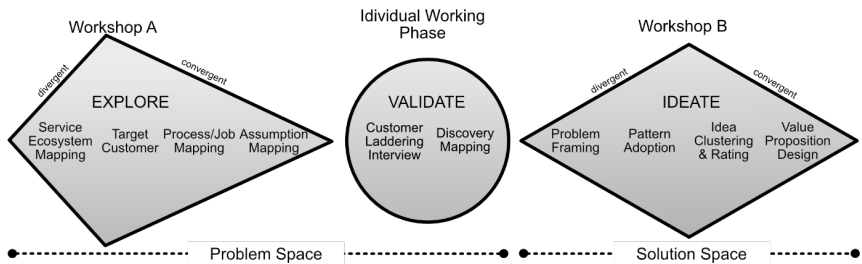 Workshop A
divergent
convergent
EXPLORE
Service
Ecosystem
Mapping
Target
Customer
Process/Job
Mapping
Assumption
Mapping
Idividual Working
Phase
VALIDATE
Customer
Laddering
Interview
Discovery
Mapping
Workshop B
divergent
convergent
IDEATE
Problem
Framing
Pattern
Adoption
Idea
Clustering
& Rating
Value
Proposition
Design
Problem Space
Solution Space